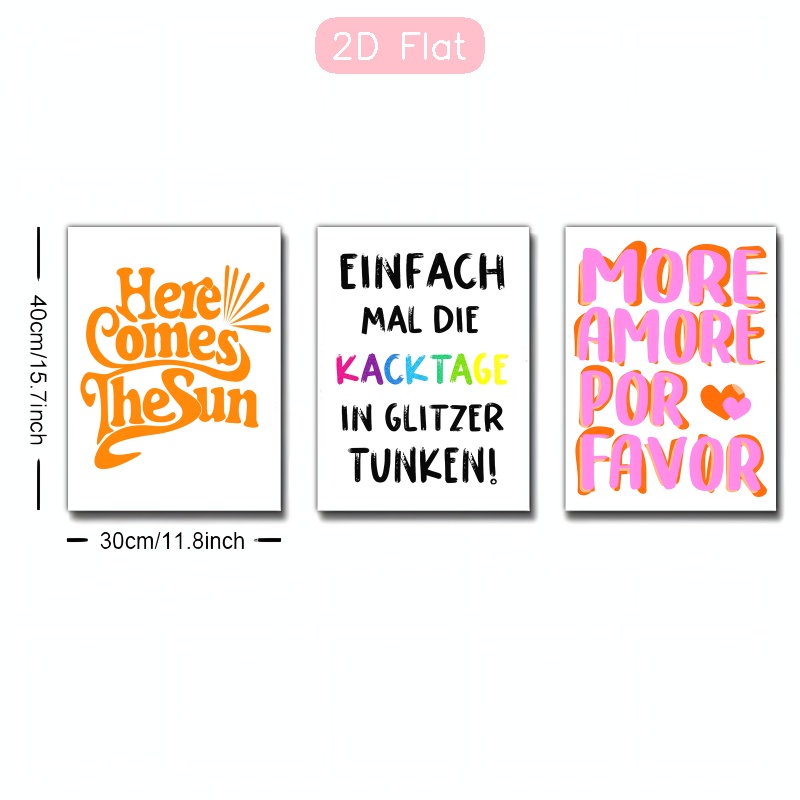 2D Flat
40cm/15.7inch
30cm/11.8inch
Here
Comes
The Sun
EINFACH
MAL DIE
KACKTAGE
IN GLITZER
TUNKEN!
MORE
AMORE
POR
FAVOR